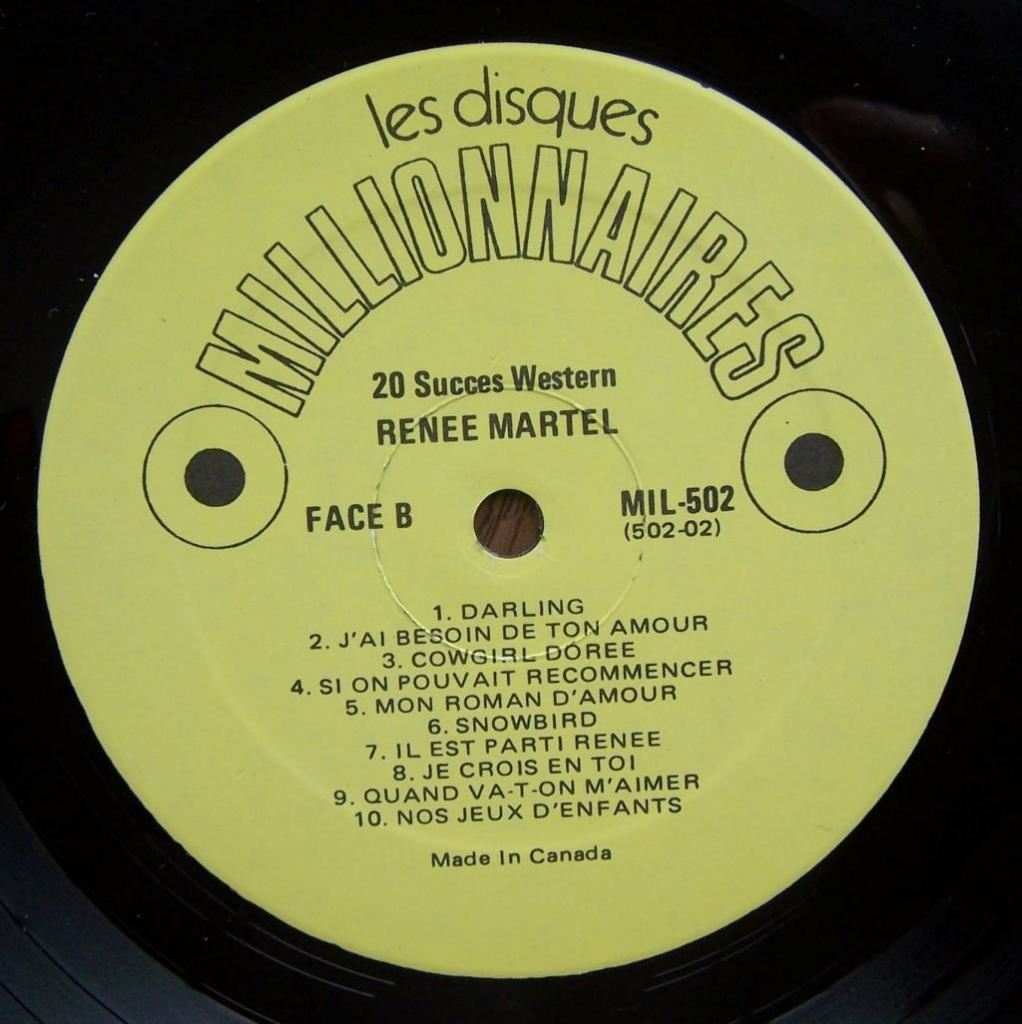 les disques
MILLIONNAIRES
20 Succes Western
RENEE MARTEL
FACE B
MIL-502
(502-02)
1. DARLING
2. J'AI BESOIN DE TON AMOUR
3. COWGIRL DOREE
4. SI ON POUVAIT RECOMMENCER
5. MON ROMAN D'AMOUR
6. SNOWBIRD
7. IL EST PARTI RENEE
8. JE CROIS EN TOI
9. QUAND VA-T-ON M'AIMER
10. NOS JEUX D'ENFANTS
Made In Canada